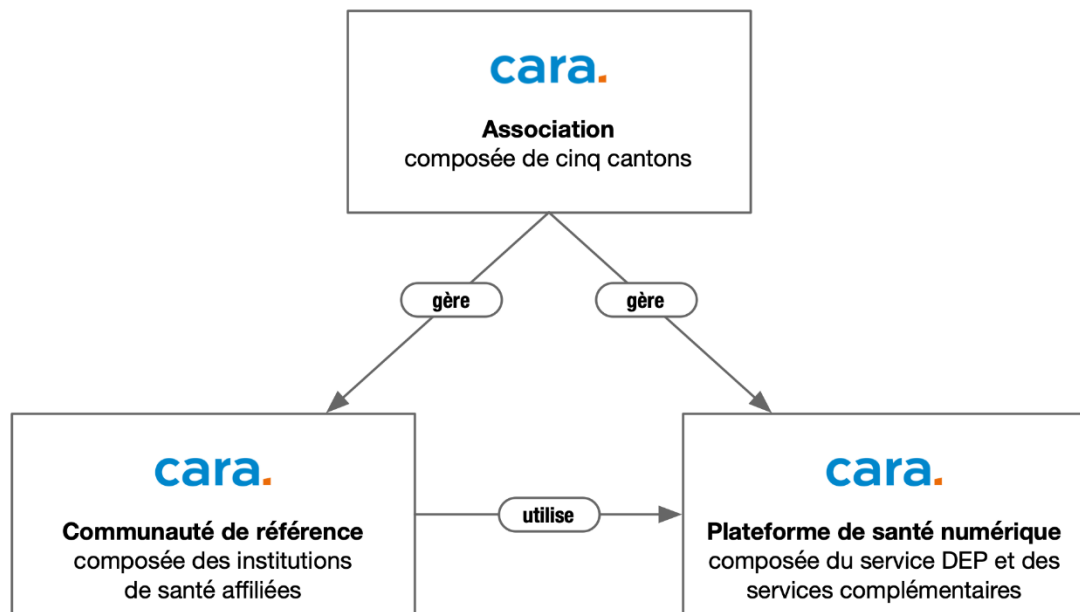 cara.
Association
composée de cinq cantons
gère
gère
cara.
Communauté de référence
composée des institutions
de santé affiliées
utilise
cara.
Plateforme de santé numérique
composée du service DEP et des
services complémentaires